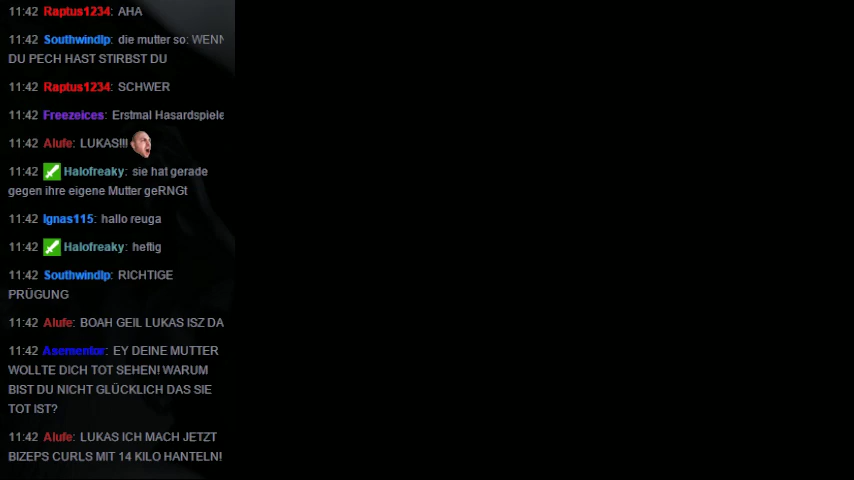 11:42 Raptus1234: AHA
11:42 Southwindlp: die mutter so: WENN
DU PECH HAST STIRBST DU
11:42 Raptus1234: SCHWER
11:42 Freezeices: Erstmal Hasardspiele
11:42 Alufe: LUKAS!!!
11:42 Halofreaky: sie hat gerade
gegen ihre eigene Mutter geRNGt
11:42 Ignas115: hallo reuga
11:42 Halofreaky: heftig
11:42 Southwindlp: RICHTIGE
PRÜGUNG
11:42 Alufe: BOAH GEIL LUKAS ISZ DA
11:42 Asementor: EY DEINE MUTTER
WOLLTE DICH TOT SEHEN! WARUM
BIST DU NICHT GLÜCKLICH DAS SIE
TOT IST?
11:42 Alufe: LUKAS ICH MACH JETZT
BIZEPS CURLS MIT 14 KILO HANTELN!